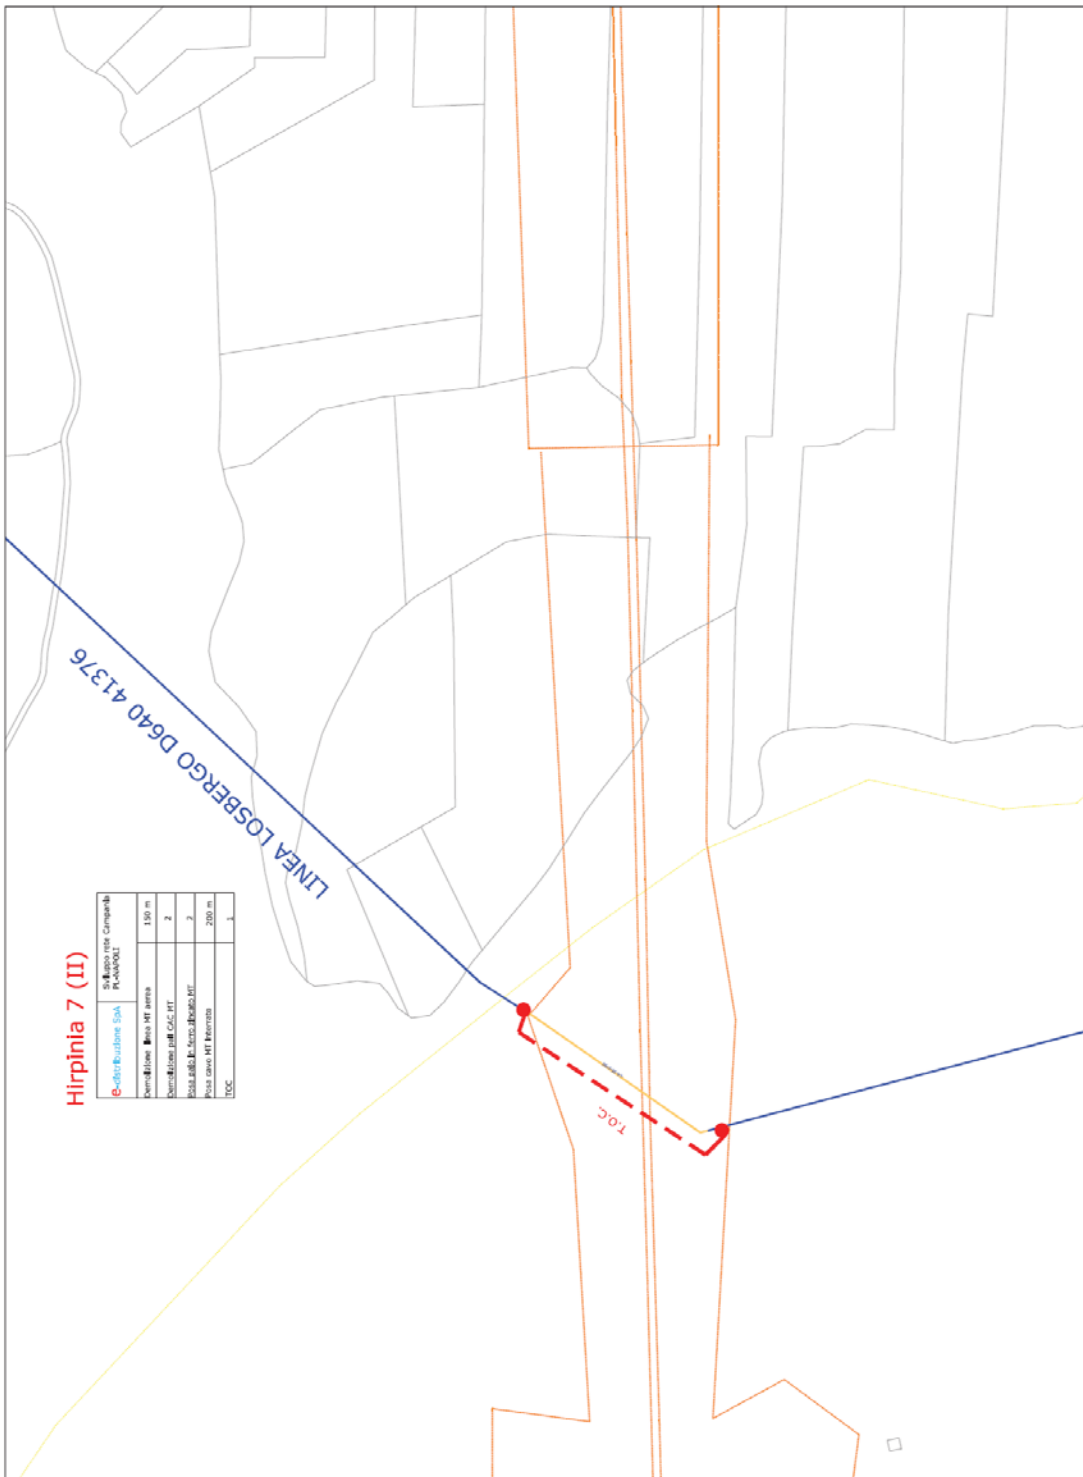 Hirpinia 7 (II)
e-distribuzione SpA
Sviluppo rete Campania
PL-NAPOLI
Demolizione linea MT aerea 150 m
Demolizione pali CAC MT 2
Posa palo in ferro zincato MT 2
Posa cavo MT interrato 200 m
TOC 1
LINEA LOSBERGO D640 41376
T.O.C.